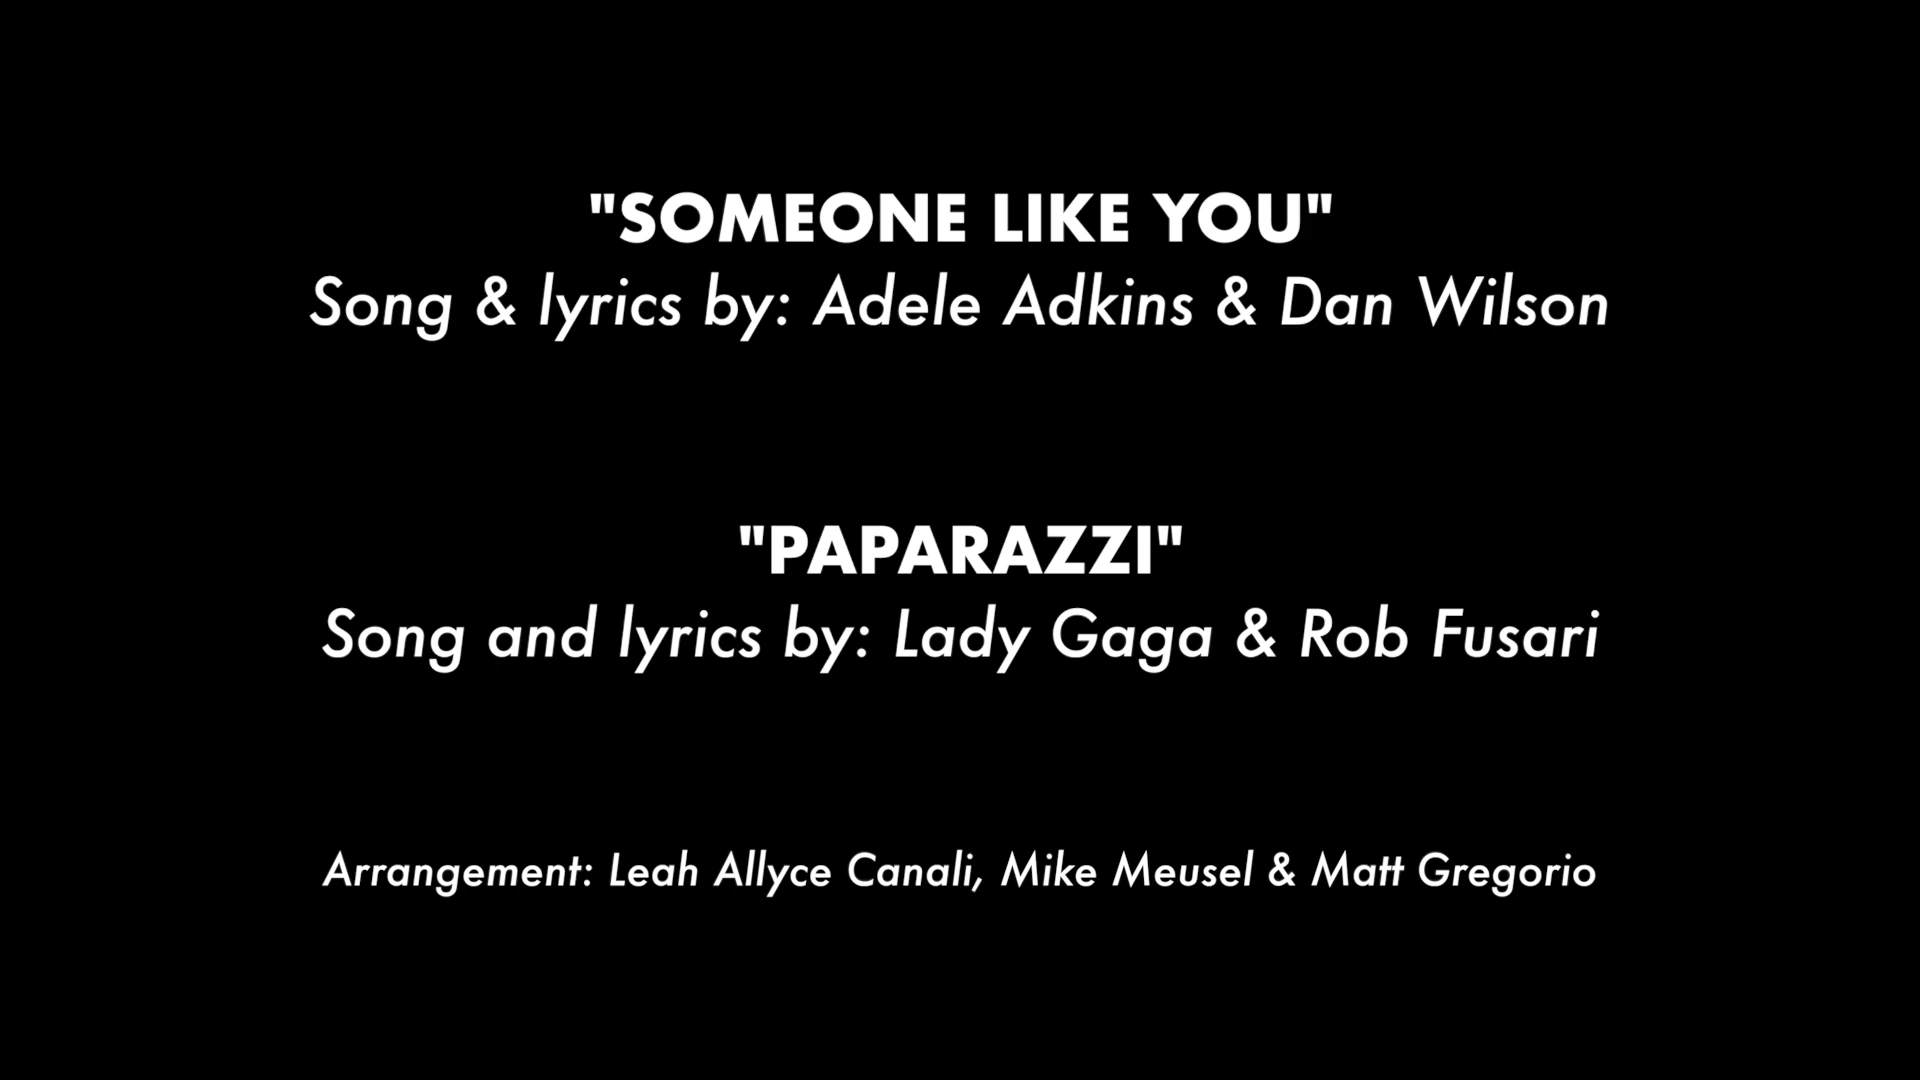 "SOMEONE LIKE YOU"
Song & lyrics by: Adele Adkins & Dan Wilson
"PAPARAZZI"
Song and lyrics by: Lady Gaga & Rob Fusari
Arrangement: Leah Allyce Canali, Mike Meusel & Matt Gregorio